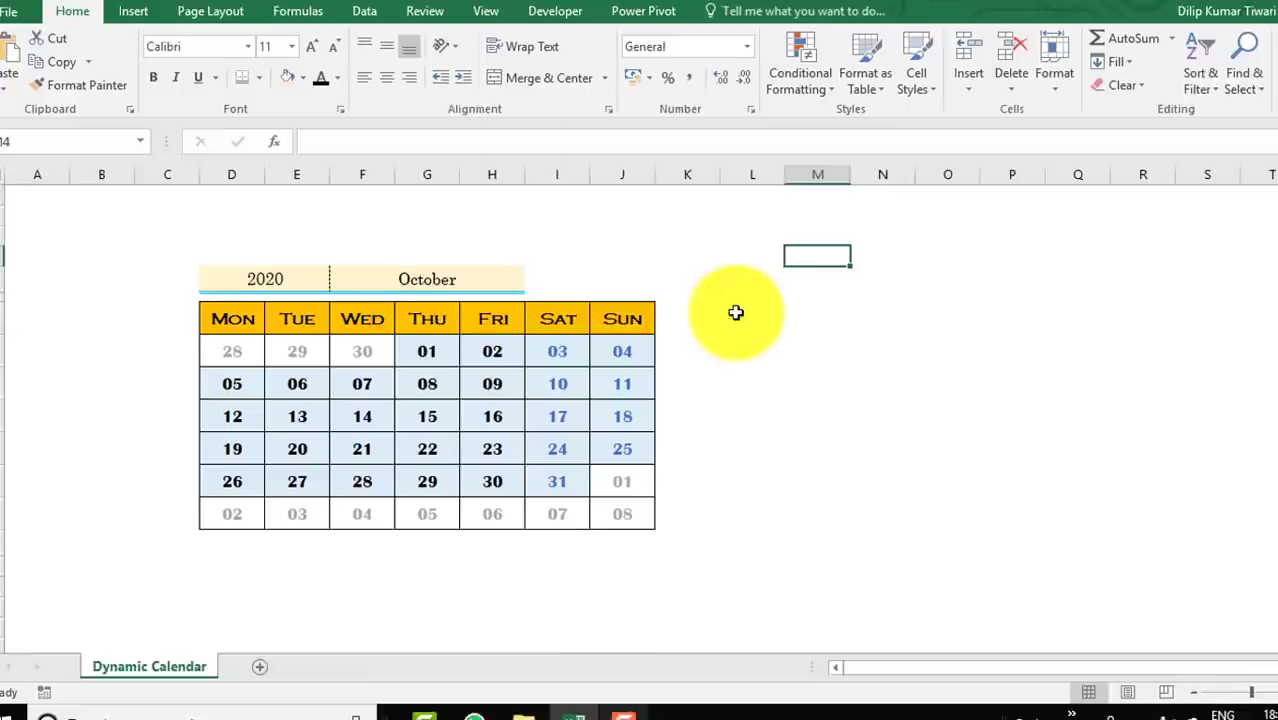 File Home Insert Page Layout Formulas Data Review View Developer Power Pivot Tell me what you want to do... Dilip Kumar Tiwari
Cut
Copy
Format Painter
Clipboard
Calibri 11
B I U
Font
Wrap Text
Merge & Center
Alignment
General
%
Number
Conditional
Formatting
Format as
Table
Cell
Styles
Styles
Insert
Delete
Format
Cells
AutoSum
Fill
Clear
Sort &
Filter
Find &
Select
Editing
fx
A B C D E F G H I J K L M N O P Q R S T
2020 October
MON TUE WED THU FRI SAT SUN
28 29 30 01 02 03 04
05 06 07 08 09 10 11
12 13 14 15 16 17 18
19 20 21 22 23 24 25
26 27 28 29 30 31 01
02 03 04 05 06 07 08
Dynamic Calendar
ENG